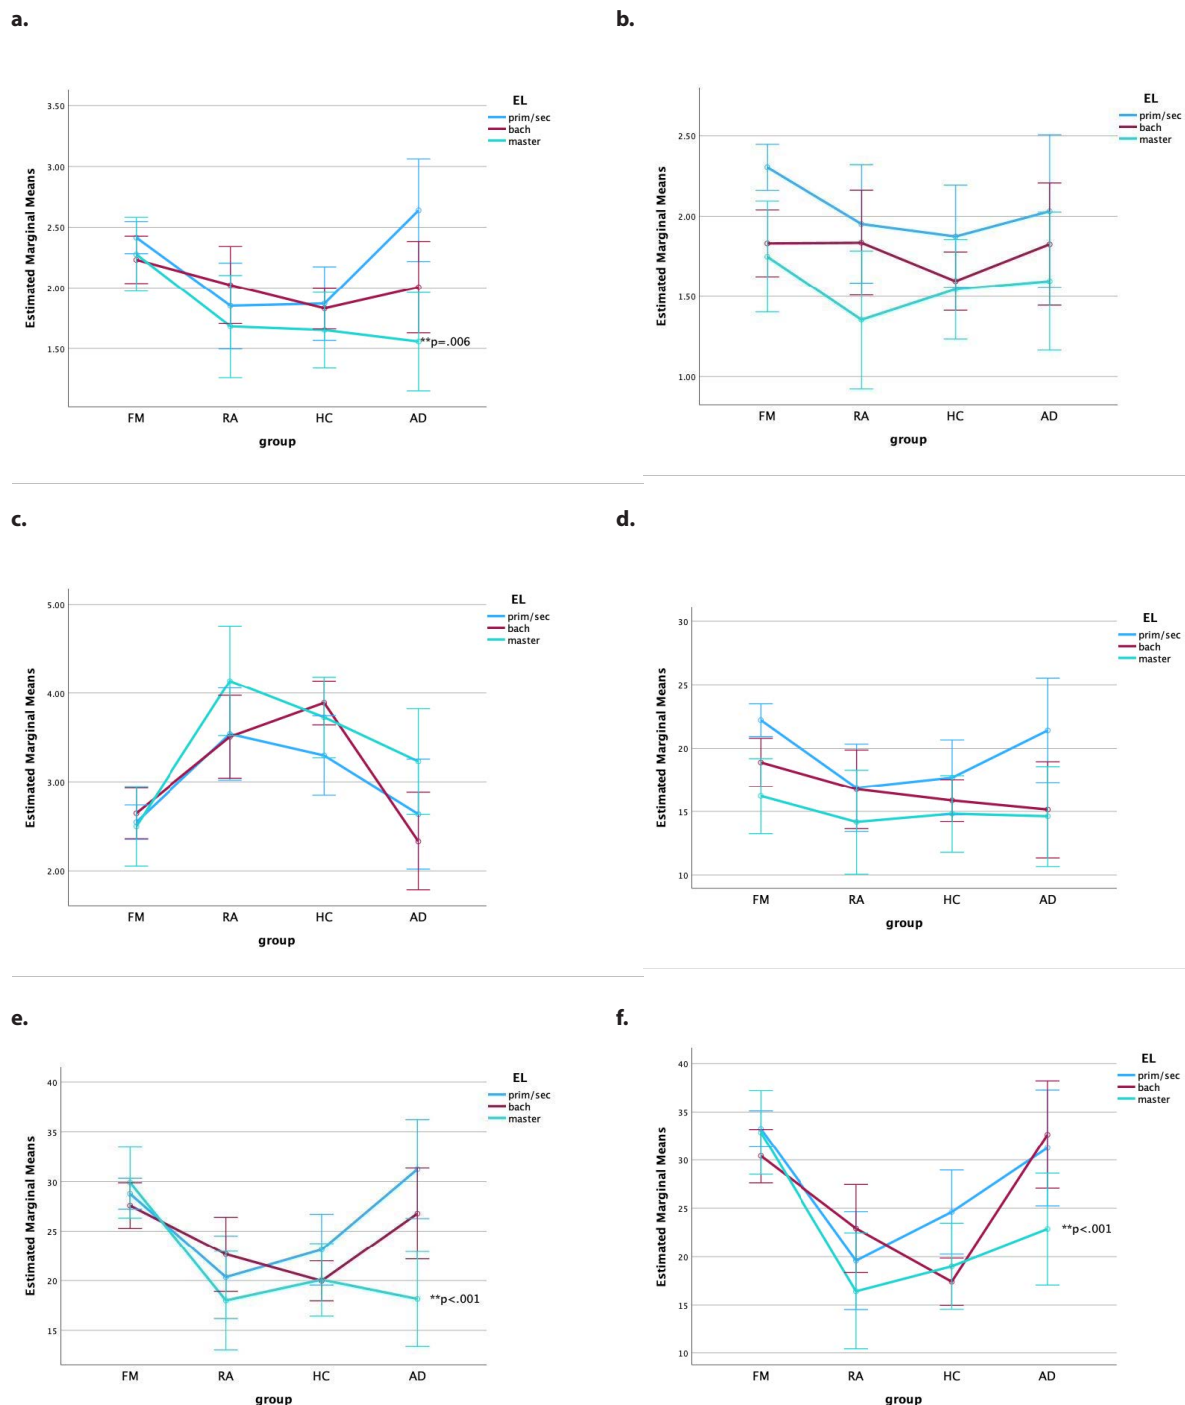 a.
EL
prim/sec
bach
master
Estimated Marginal Means
3.50
3.00
2.50
2.00
1.50
**p=.006
FM RA HC AD
group
b.
EL
prim/sec
bach
master
Estimated Marginal Means
2.50
2.00
1.50
1.00
FM RA HC AD
group
c.
EL
prim/sec
bach
master
Estimated Marginal Means
5.00
4.00
3.00
2.00
FM RA HC AD
group
d.
EL
prim/sec
bach
master
Estimated Marginal Means
30
25
20
15
10
FM RA HC AD
group
e.
EL
prim/sec
bach
master
Estimated Marginal Means
40
35
30
25
20
15
**p<.001
FM RA HC AD
group
f.
EL
prim/sec
bach
master
Estimated Marginal Means
40
35
30
25
20
15
10
**p<.001
FM RA HC AD
group